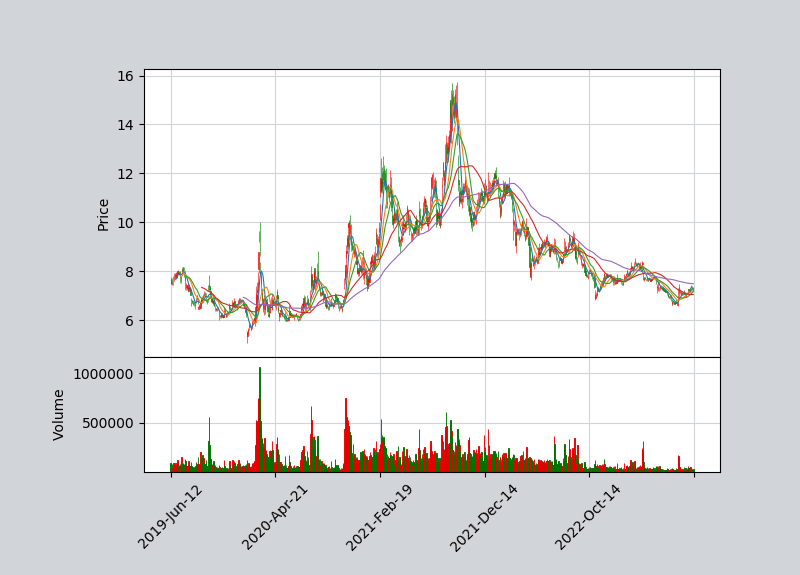 16
14
12
10
8
6
Price
1000000
500000
Volume
2019-Jun-12
2020-Apr-21
2021-Feb-19
2021-Dec-14
2022-Oct-14